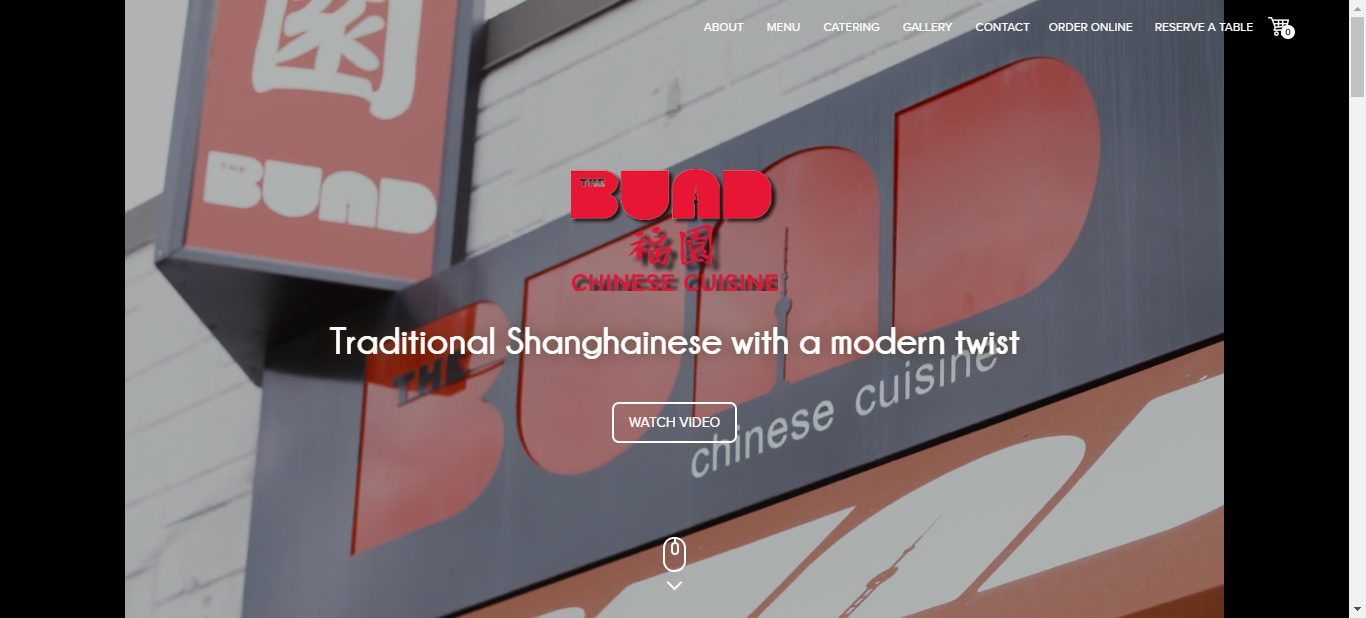 ABOUT MENU CATERING GALLERY CONTACT ORDER ONLINE RESERVE A TABLE 0
園
THE
BUND
THE
BUND
福園
CHINESE CUISINE
Traditional Shanghainese with a modern twist
THE
BUND
chinese cuisine
WATCH VIDEO